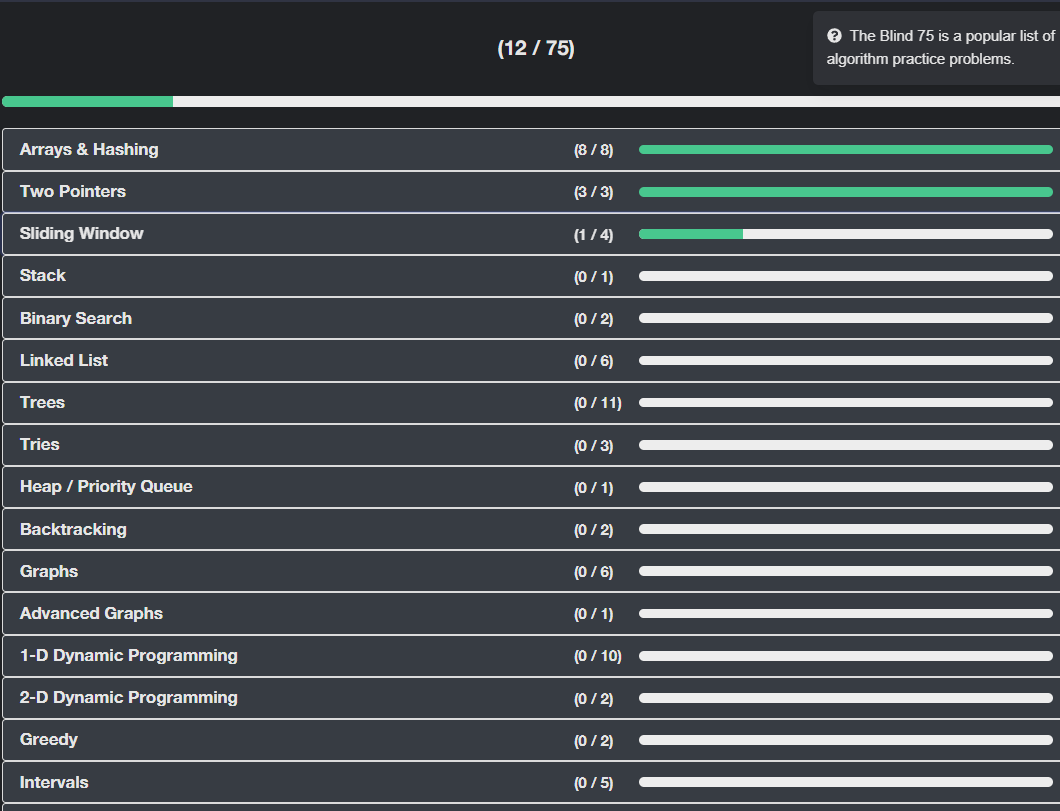 (12 / 75)
The Blind 75 is a popular list of
algorithm practice problems.
Arrays & Hashing (8 / 8)
Two Pointers (3 / 3)
Sliding Window (1 / 4)
Stack (0 / 1)
Binary Search (0 / 2)
Linked List (0 / 6)
Trees (0 / 11)
Tries (0 / 3)
Heap / Priority Queue (0 / 1)
Backtracking (0 / 2)
Graphs (0 / 6)
Advanced Graphs (0 / 1)
1-D Dynamic Programming (0 / 10)
2-D Dynamic Programming (0 / 2)
Greedy (0 / 2)
Intervals (0 / 5)